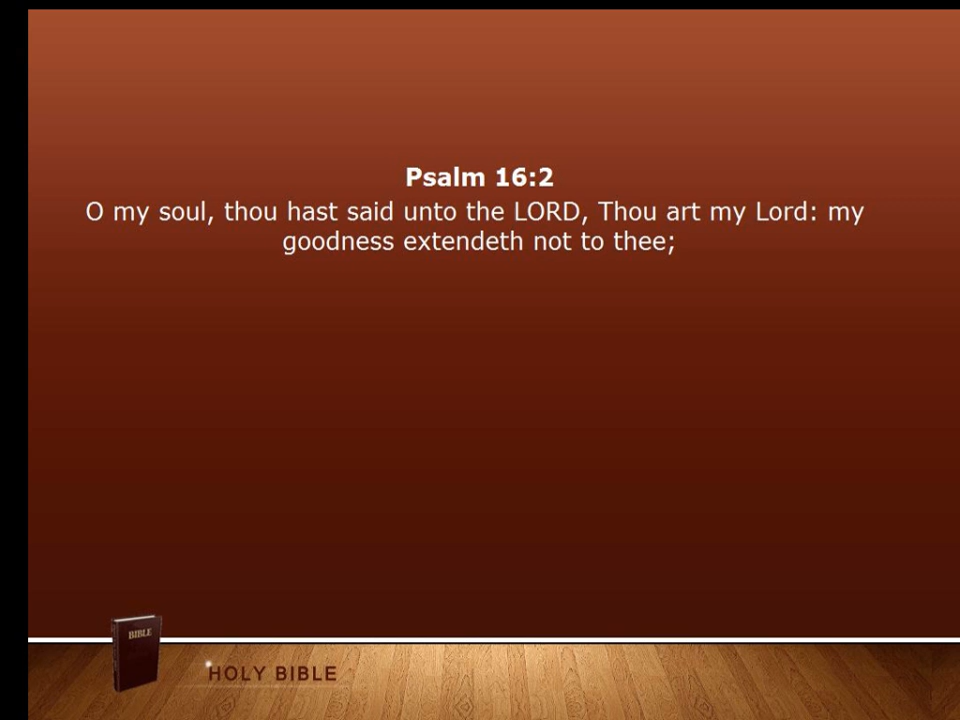 Psalm 16:2
O my soul, thou hast said unto the LORD, Thou art my Lord: my
goodness extendeth not to thee;
BIBLE
HOLY BIBLE